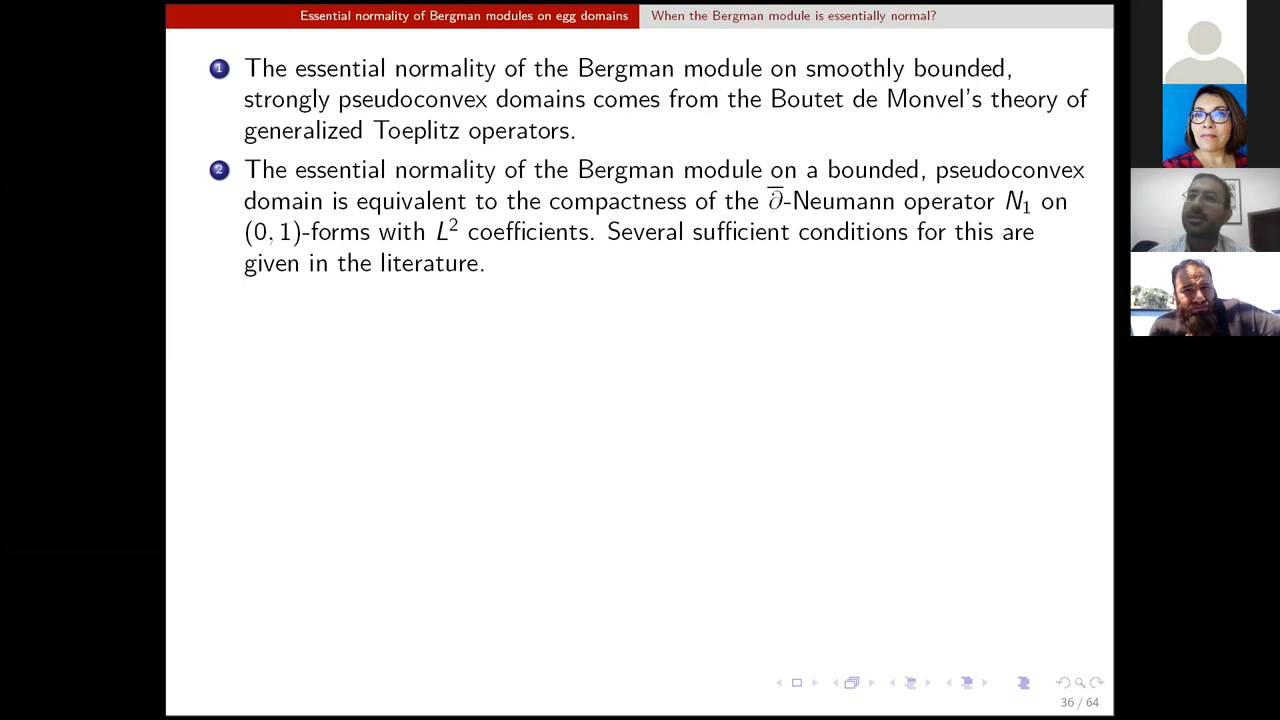 Essential normality of Bergman modules on egg domains
When the Bergman module is essentially normal?
1 The essential normality of the Bergman module on smoothly bounded,
strongly pseudoconvex domains comes from the Boutet de Monvel's theory of
generalized Toeplitz operators.
2 The essential normality of the Bergman module on a bounded, pseudoconvex
domain is equivalent to the compactness of the ∂̅-Neumann operator N₁ on
(0, 1)-forms with L² coefficients. Several sufficient conditions for this are
given in the literature.
36 / 64